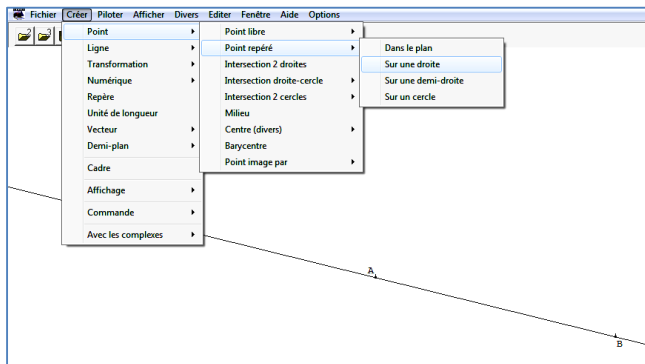 Fichier Créer Piloter Afficher Divers Editer Fenêtre Aide Options
2 3
Point
Ligne
Transformation
Numérique
Repère
Unité de longueur
Vecteur
Demi-plan
Cadre
Affichage
Commande
Avec les complexes
Point libre
Point repéré
Intersection 2 droites
Intersection droite-cercle
Intersection 2 cercles
Milieu
Centre (divers)
Barycentre
Point image par
Dans le plan
Sur une droite
Sur une demi-droite
Sur un cercle
A
B